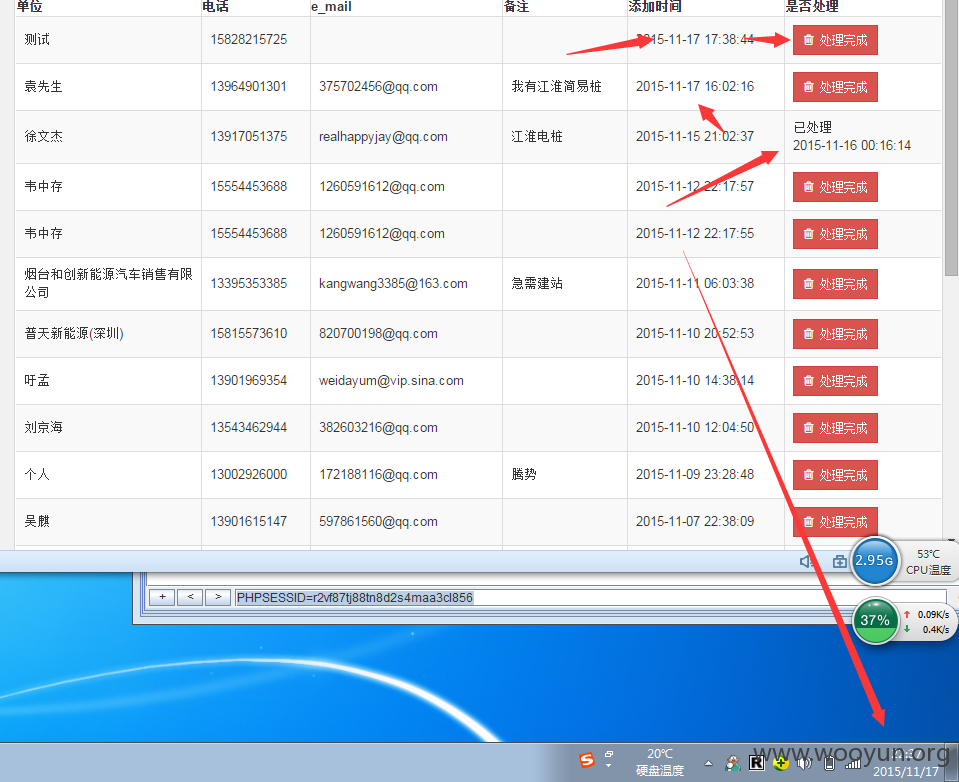 单位 电话 e_mail 备注 添加时间 是否处理
测试 15828215725 2015-11-17 17:38:44 处理完成
袁先生 13964901301 375702456@qq.com 我有江淮简易桩 2015-11-17 16:02:16 处理完成
徐文杰 13917051375 realhappyjay@qq.com 江淮电桩 2015-11-15 21:02:37 已处理
2015-11-16 00:16:14
韦中存 15554453688 1260591612@qq.com 2015-11-12 22:17:57 处理完成
韦中存 15554453688 1260591612@qq.com 2015-11-12 22:17:55 处理完成
烟台和创新能源汽车销售有限
公司 13395353385 kangwang3385@163.com 急需建站 2015-11-11 06:03:38 处理完成
普天新能源(深圳) 15815573610 820700198@qq.com 2015-11-10 20:52:53 处理完成
吁孟 13901969354 weidayum@vip.sina.com 2015-11-10 14:38:14 处理完成
刘京海 13543462944 382603216@qq.com 2015-11-10 12:04:50 处理完成
个人 13002926000 172188116@qq.com 腾势 2015-11-09 23:28:48 处理完成
吴麒 13901615147 597861560@qq.com 2015-11-07 22:38:09 处理完成
2.95G 53℃
CPU温度
+ < > PHPSESSID=r2vf87tj88tn8d2s4maa3cl856
37% 0.09K/s
0.4K/s
www.wooyun.org
20℃
硬盘温度
2015/11/17